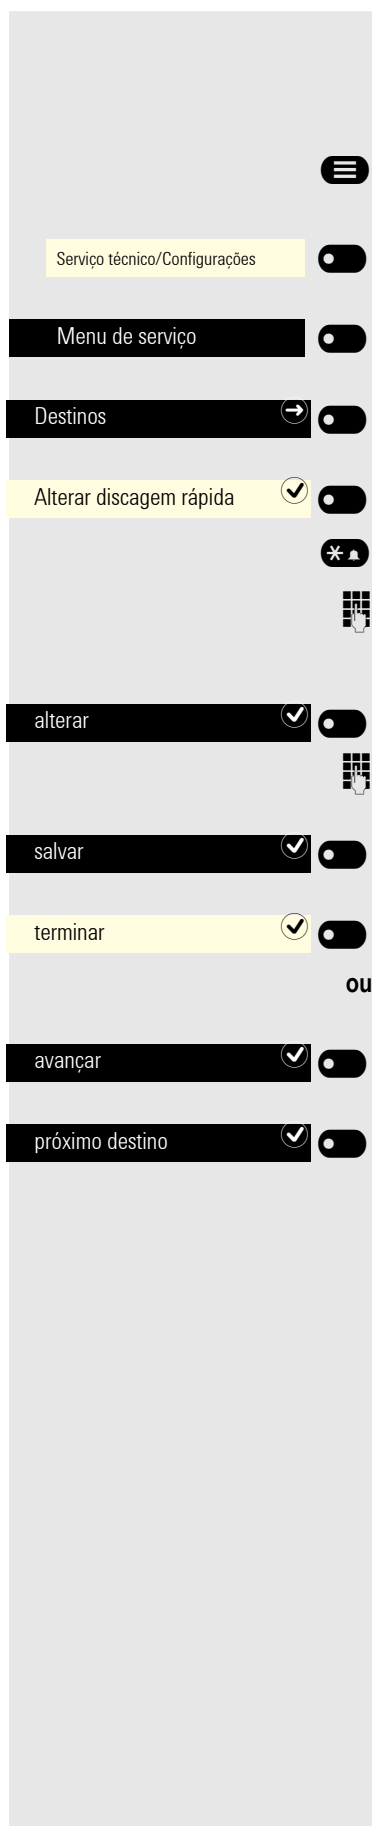 Serviço técnico/Configurações
Menu de serviço
Destinos
Alterar discagem rápida
alterar
salvar
terminar
ou
avançar
próximo destino